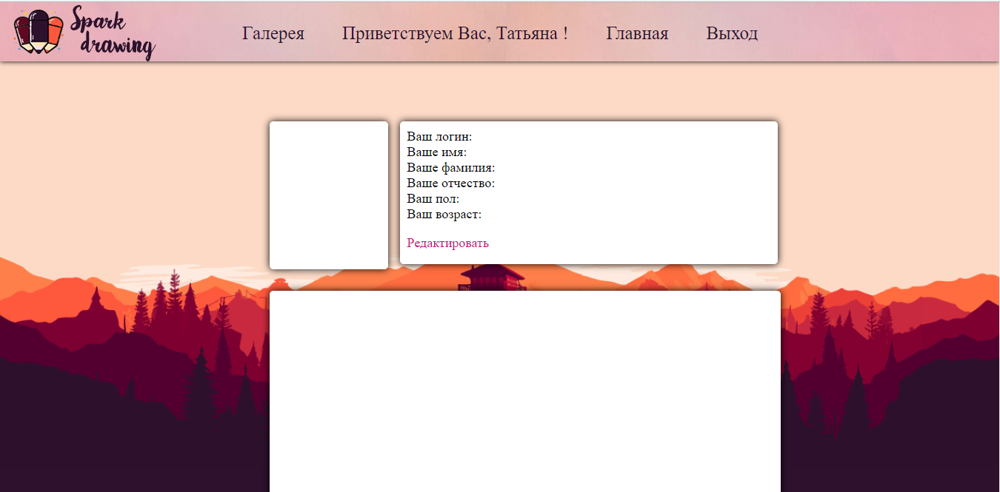 Spark
drawing
Галерея Приветствуем Вас, Татьяна ! Главная Выход
Ваш логин:
Ваше имя:
Ваше фамилия:
Ваше отчество:
Ваш пол:
Ваш возраст:
Редактировать